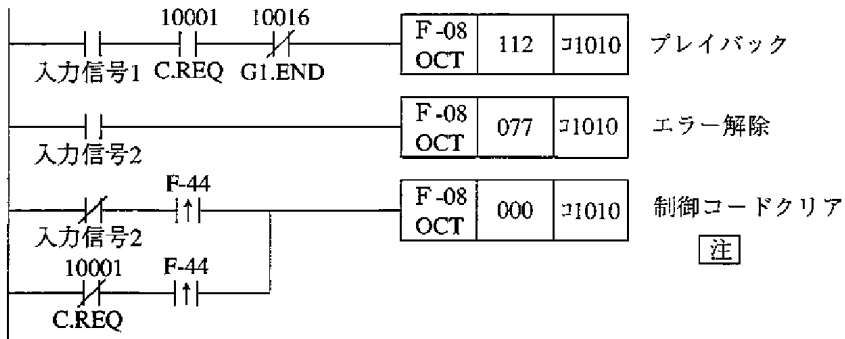 10001 10016
F-08 OCT 112 コ1010 プレイバック
入力信号1 C.REQ G1.END
F-08 OCT 077 コ1010 エラー解除
入力信号2
F-44
F-08 OCT 000 コ1010 制御コードクリア
入力信号2
注
10001 F-44
C.REQ